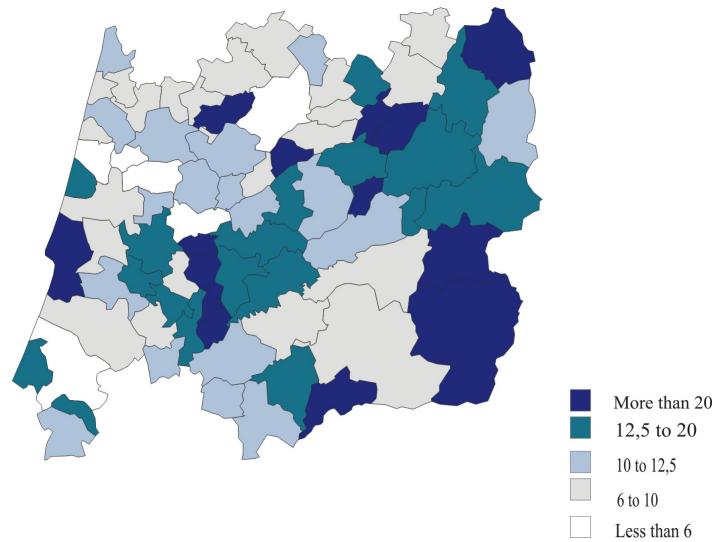 More than 20
12,5 to 20
10 to 12,5
6 to 10
Less than 6